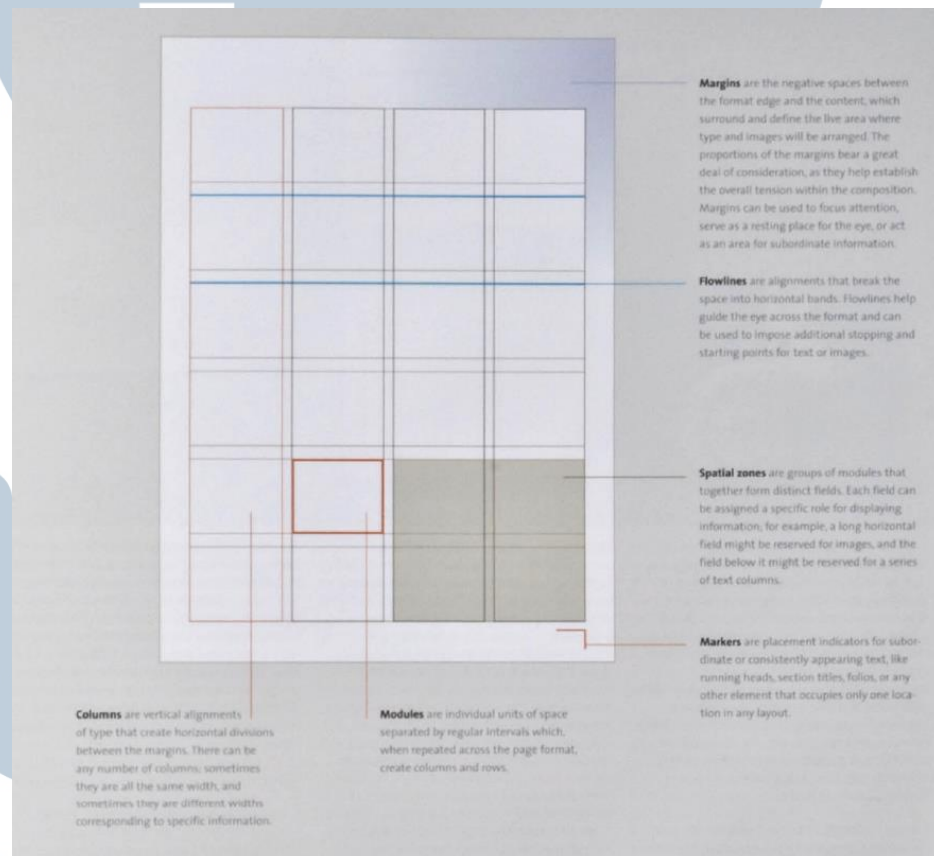 Margins are the negative spaces between
the format edge and the content, which
surround and define the live area where
type and images will be arranged. The
proportions of the margins bear a great
deal of consideration, as they help establish
the overall tension within the composition.
Margins can be used to focus attention,
serve as a resting place for the eye, or act
as an area for subordinate information.
Flowlines are alignments that break the
space into horizontal bands. Flowlines help
guide the eye across the format and can
be used to impose additional stopping and
starting points for text or images.
Spatial zones are groups of modules that
together form distinct fields. Each field can
be assigned a specific role for displaying
information; for example, a long horizontal
field might be reserved for images, and the
field below it might be reserved for a series
of text columns.
Markers are placement indicators for subor-
dinate or consistently appearing text, like
running heads, section titles, folios, or any
other element that occupies only one loca-
tion in any layout.
Columns are vertical alignments
of type that create horizontal divisions
between the margins. There can be
any number of columns; sometimes
they are all the same width, and
sometimes they are different widths
corresponding to specific information.
Modules are individual units of space
separated by regular intervals which,
when repeated across the page format,
create columns and rows.